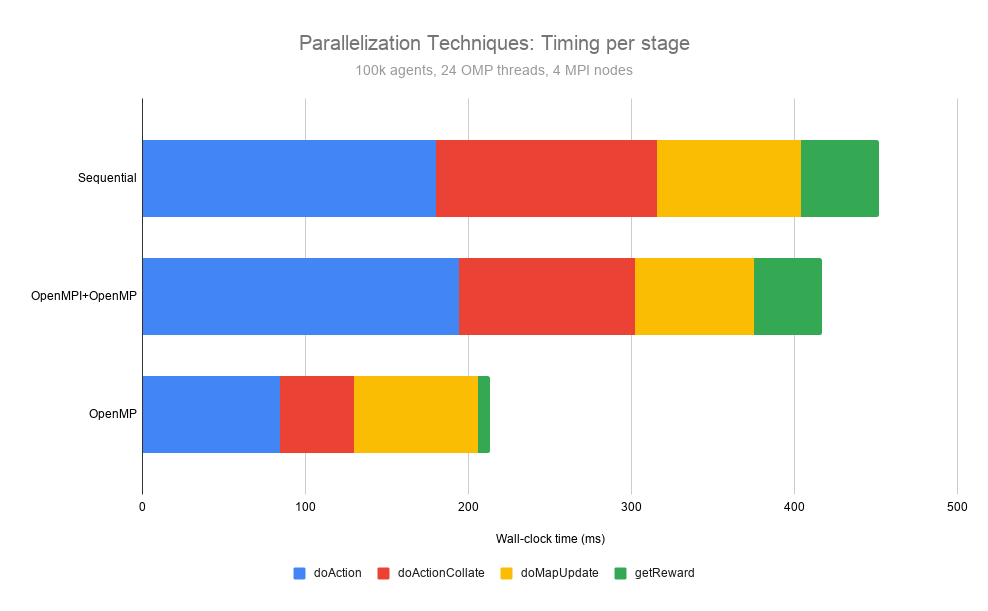 Parallelization Techniques: Timing per stage
100k agents, 24 OMP threads, 4 MPI nodes
Sequential
OpenMPI+OpenMP
OpenMP
0 100 200 300 400 500
Wall-clock time (ms)
doAction doActionCollate doMapUpdate getReward